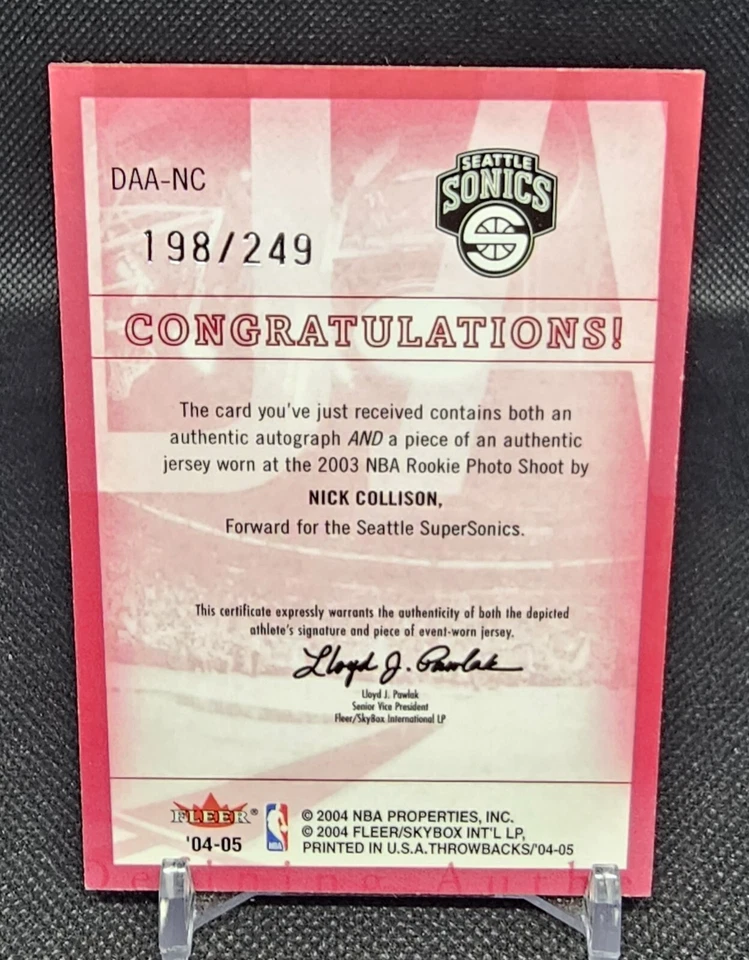 DAA-NC
198/249
SEATTLE
SONICS
CONGRATULATIONS!
The card you've just received contains both an
authentic autograph AND a piece of an authentic
jersey worn at the 2003 NBA Rookie Photo Shoot by
NICK COLLISON,
Forward for the Seattle SuperSonics.
This certificate expressly warrants the authenticity of both the depicted
athlete's signature and piece of event-worn jersey.
Lloyd J. Pawlak
Lloyd J. Pawlak
Senior Vice President
Fleer/SkyBox International LP
FLEER®
'04-05
NBA
© 2004 NBA PROPERTIES, INC.
© 2004 FLEER/SKYBOX INT'L LP,
PRINTED IN U.S.A. THROWBACKS/'04-05